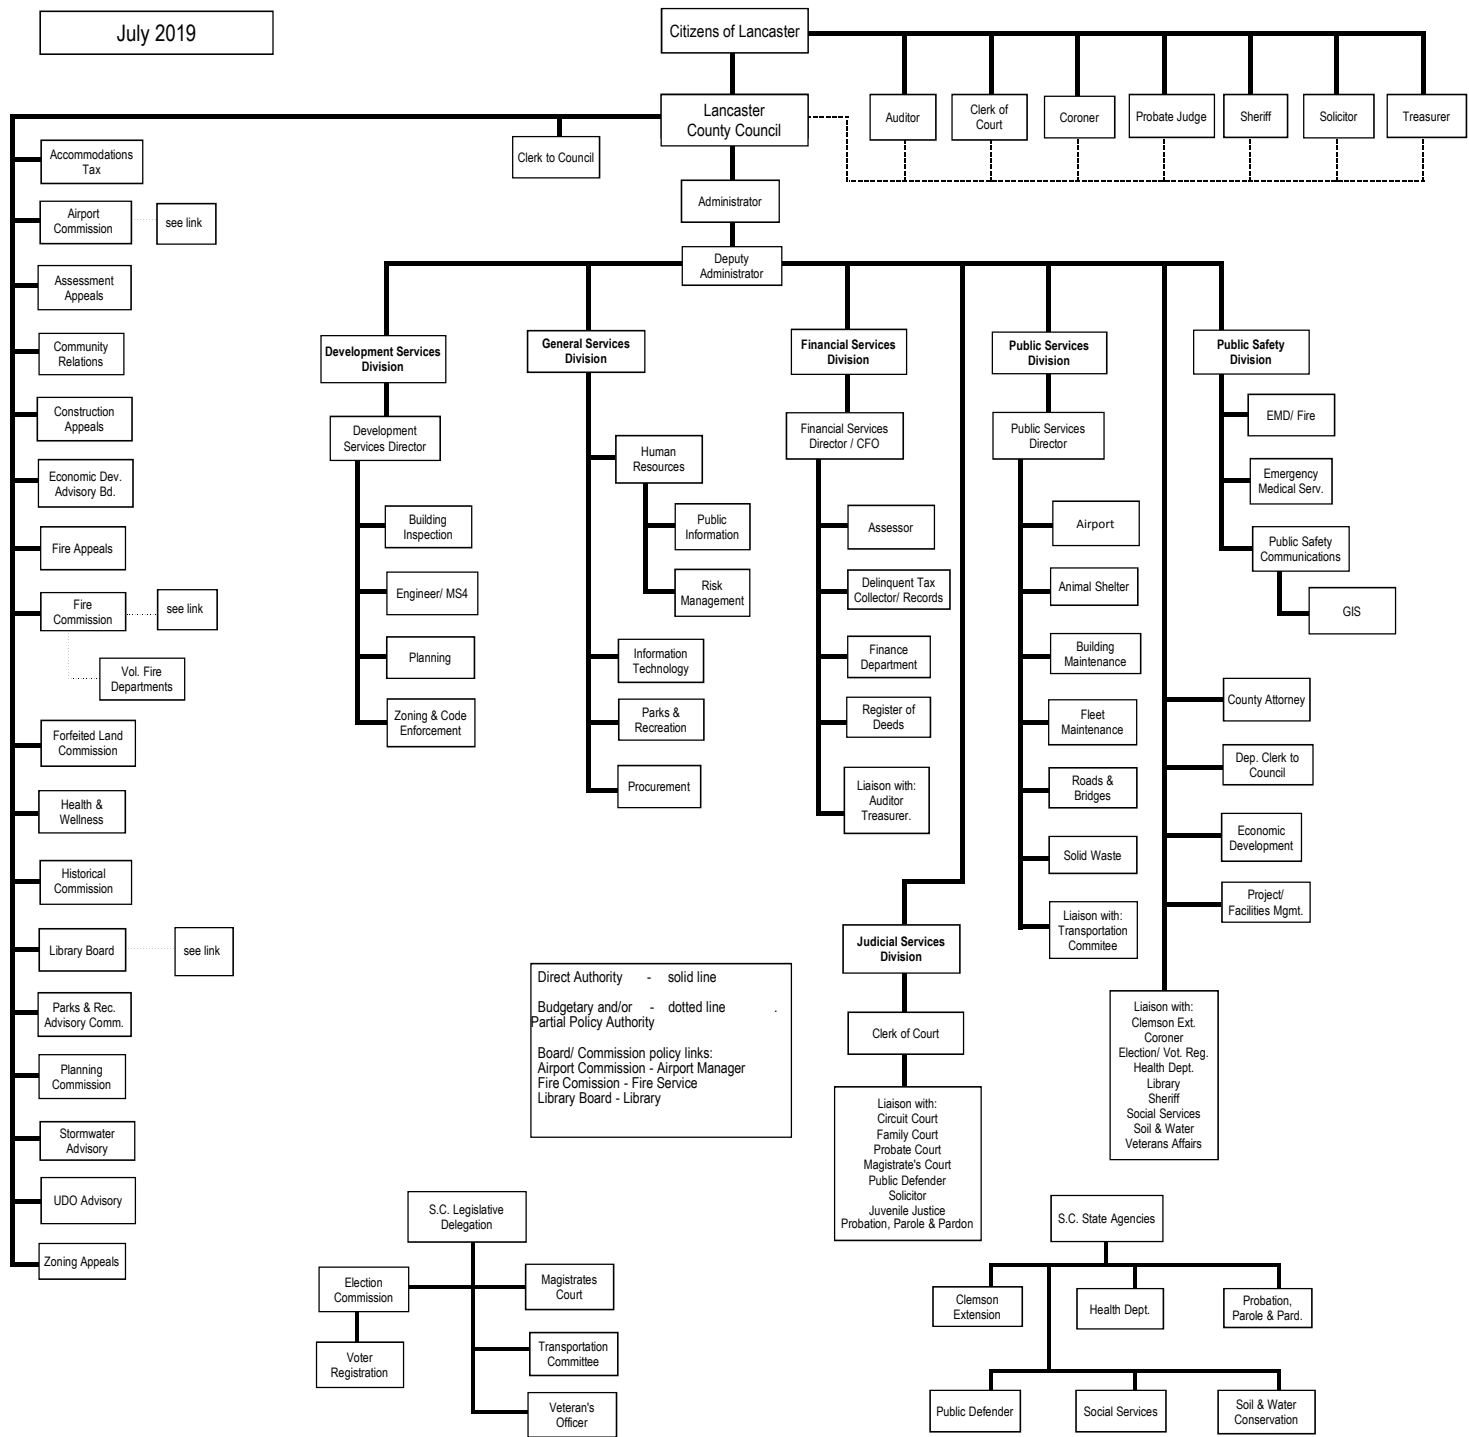 July 2019
Citizens of Lancaster
Auditor
Clerk of
Court
Coroner
Probate Judge
Sheriff
Solicitor
Treasurer
Lancaster
County Council
Clerk to Council
Administrator
Deputy
Administrator
Accommodations
Tax
Airport
Commission
see link
Assessment
Appeals
Community
Relations
Construction
Appeals
Economic Dev.
Advisory Bd.
Fire Appeals
Fire
Commission
see link
Vol. Fire
Departments
Forfeited Land
Commission
Health &
Wellness
Historical
Commission
Library Board
see link
Parks & Rec.
Advisory Comm.
Planning
Commission
Stormwater
Advisory
UDO Advisory
Zoning Appeals
Development Services
Division
Development
Services Director
Building
Inspection
Engineer/ MS4
Planning
Zoning & Code
Enforcement
General Services
Division
Human
Resources
Public
Information
Risk
Management
Information
Technology
Parks &
Recreation
Procurement
Financial Services
Division
Financial Services
Director / CFO
Assessor
Delinquent Tax
Collector/ Records
Finance
Department
Register of
Deeds
Liaison with:
Auditor
Treasurer.
Judicial Services
Division
Clerk of Court
Liaison with:
Circuit Court
Family Court
Probate Court
Magistrate's Court
Public Defender
Solicitor
Juvenile Justice
Probation, Parole & Pardon
Public Services
Division
Public Services
Director
Airport
Animal Shelter
Building
Maintenance
Fleet
Maintenance
Roads &
Bridges
Solid Waste
Liaison with:
Transportation
Commitee
Public Safety
Division
EMD/ Fire
Emergency
Medical Serv.
Public Safety
Communications
GIS
County Attorney
Dep. Clerk to
Council
Economic
Development
Project/
Facilities Mgmt.
Liaison with:
Clemson Ext.
Coroner
Election/ Vot. Reg.
Health Dept.
Library
Sheriff
Social Services
Soil & Water
Veterans Affairs
Direct Authority - solid line
Budgetary and/or - dotted line .
Partial Policy Authority
Board/ Commission policy links:
Airport Commission - Airport Manager
Fire Comission - Fire Service
Library Board - Library
S.C. Legislative
Delegation
Election
Commission
Voter
Registration
Magistrates
Court
Transportation
Committee
Veteran's
Officer
S.C. State Agencies
Clemson
Extension
Health Dept.
Probation,
Parole & Pard.
Public Defender
Social Services
Soil & Water
Conservation